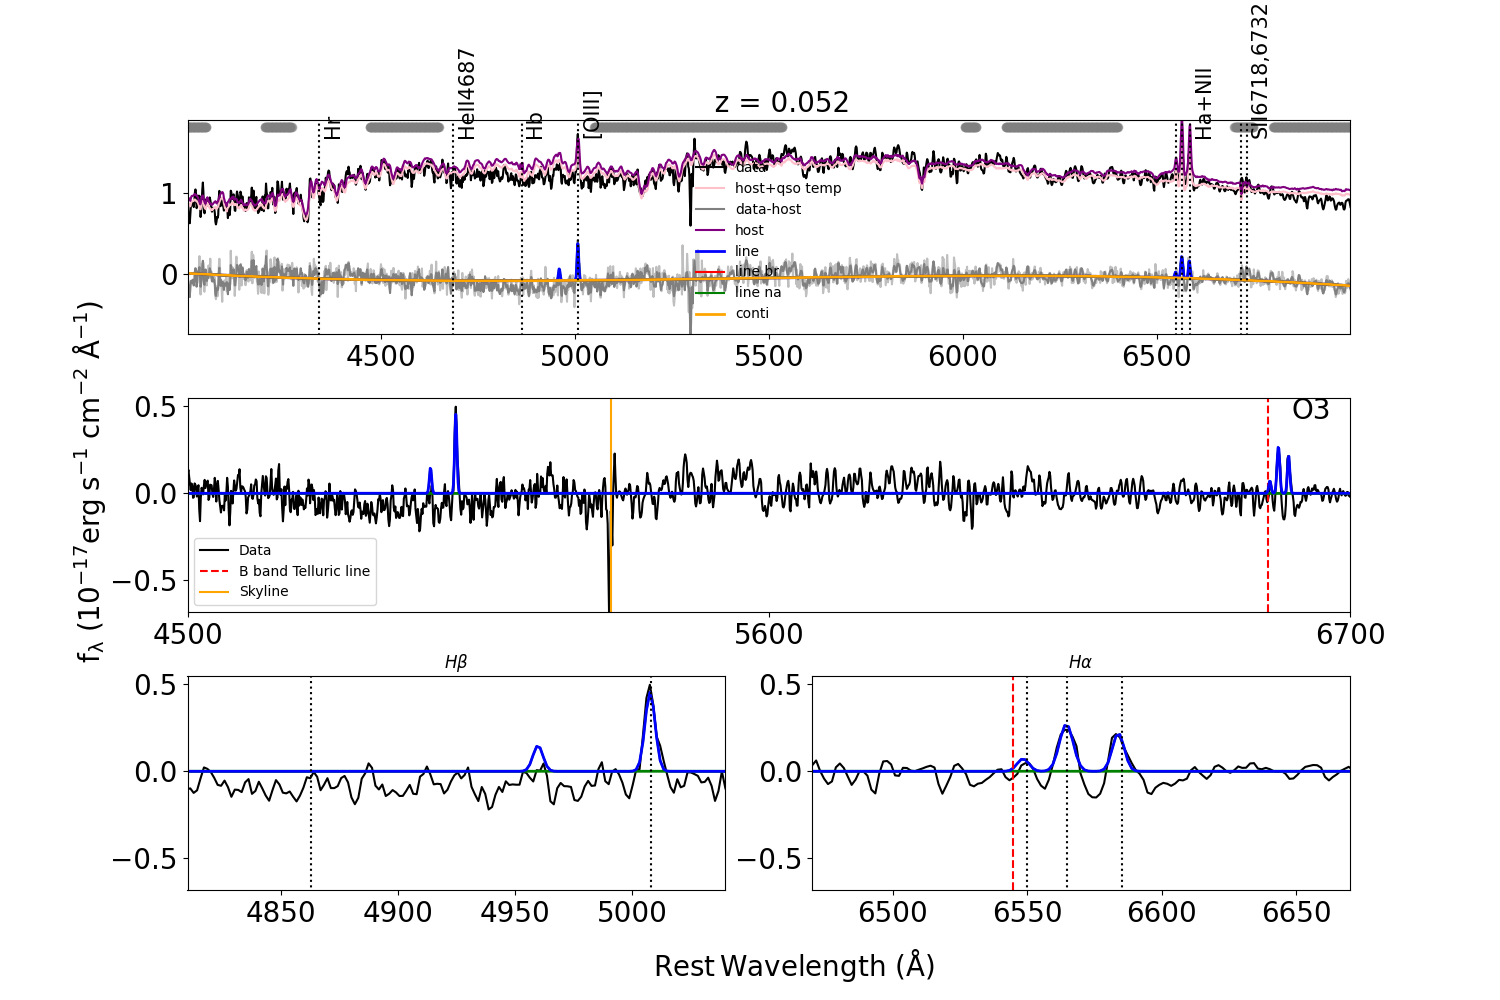 z = 0.052
Hr
HeII4687
Hb
[OIII]
Ha+NII
SII6718,6732
1
0
data
host+qso temp
data-host
host
line
line br
line na
conti
4500 5000 5500 6000 6500
fλ (10−17erg s−1 cm−2 Å−1)
0.5
0.0
−0.5
O3
Data
B band Telluric line
Skyline
4500 5600 6700
Hβ
0.5
0.0
−0.5
4850 4900 4950 5000
Hα
0.5
0.0
−0.5
6500 6550 6600 6650
Rest Wavelength (Å)